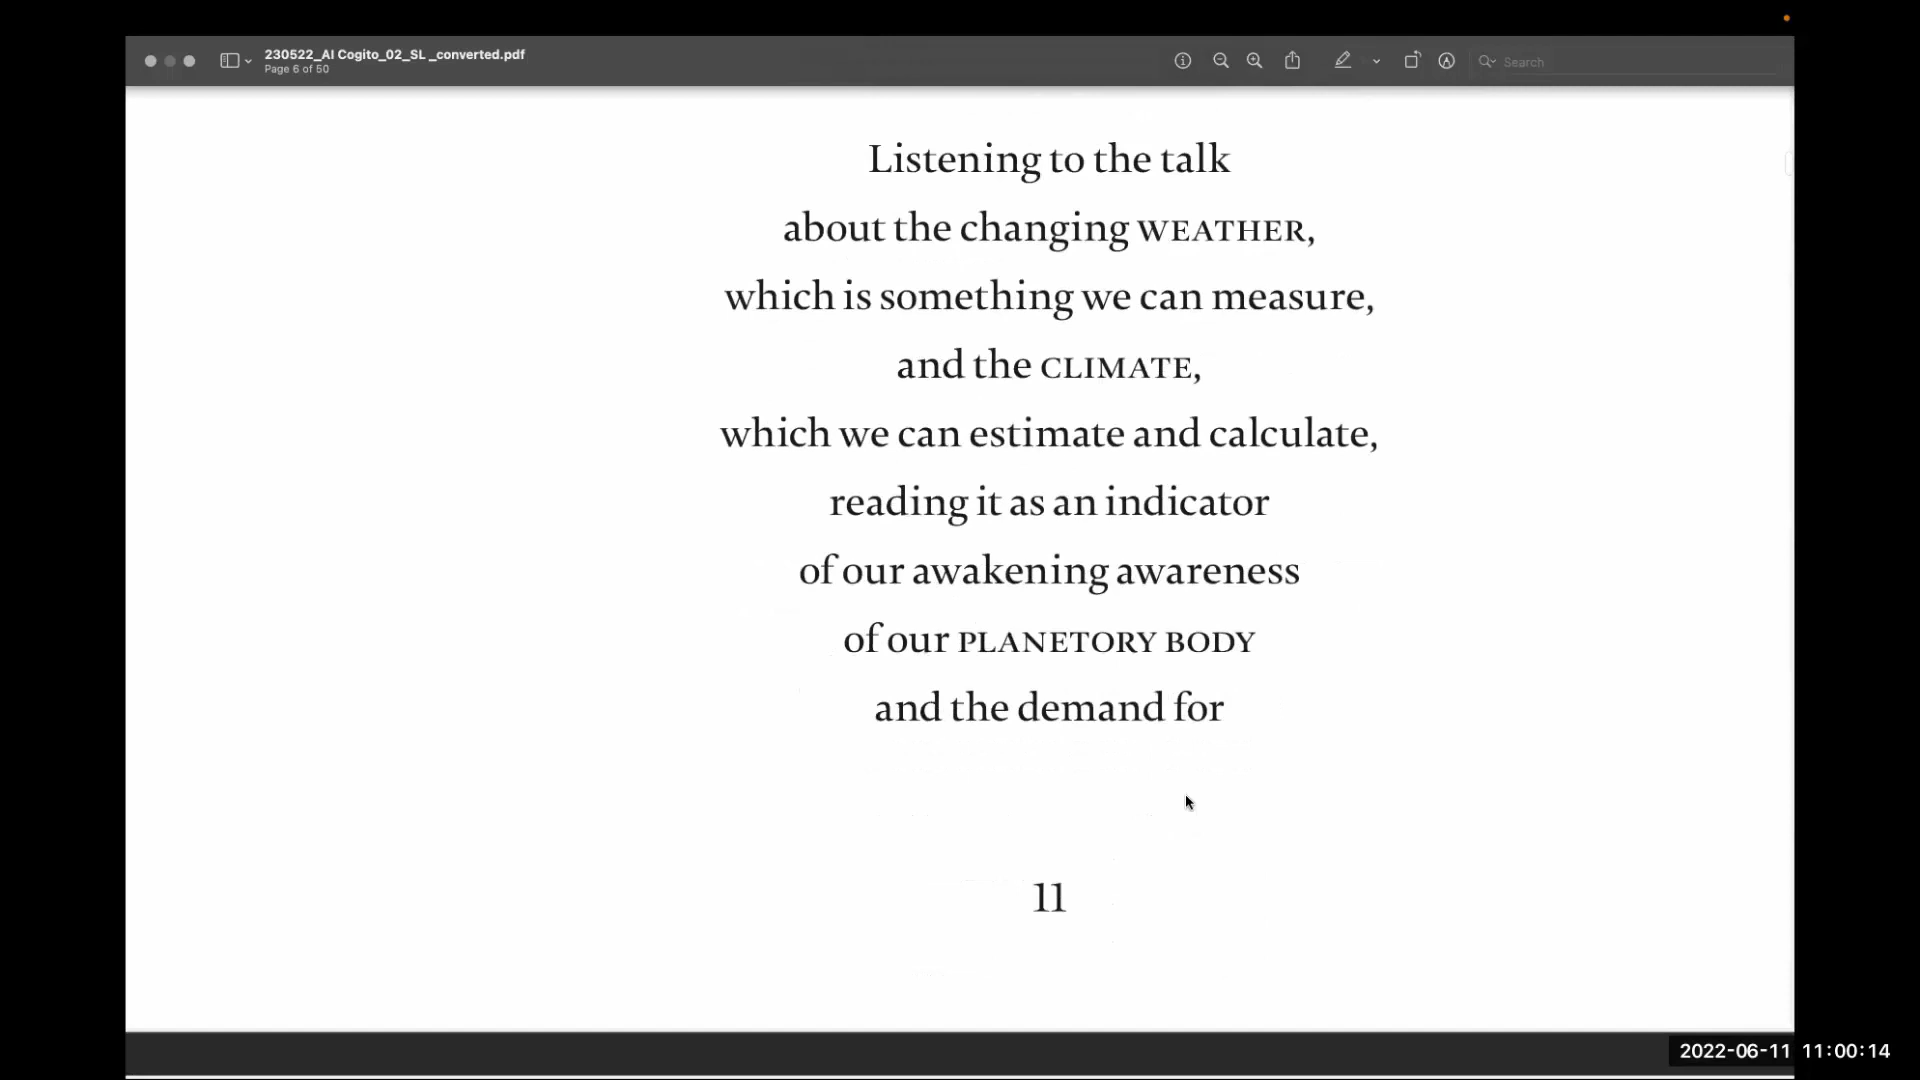 230522_AI Cogito_02_SL _converted.pdf
Page 6 of 50
Search
Listening to the talk
about the changing WEATHER,
which is something we can measure,
and the CLIMATE,
which we can estimate and calculate,
reading it as an indicator
of our awakening awareness
of our PLANETORY BODY
and the demand for
11
2022-06-11 11:00:14